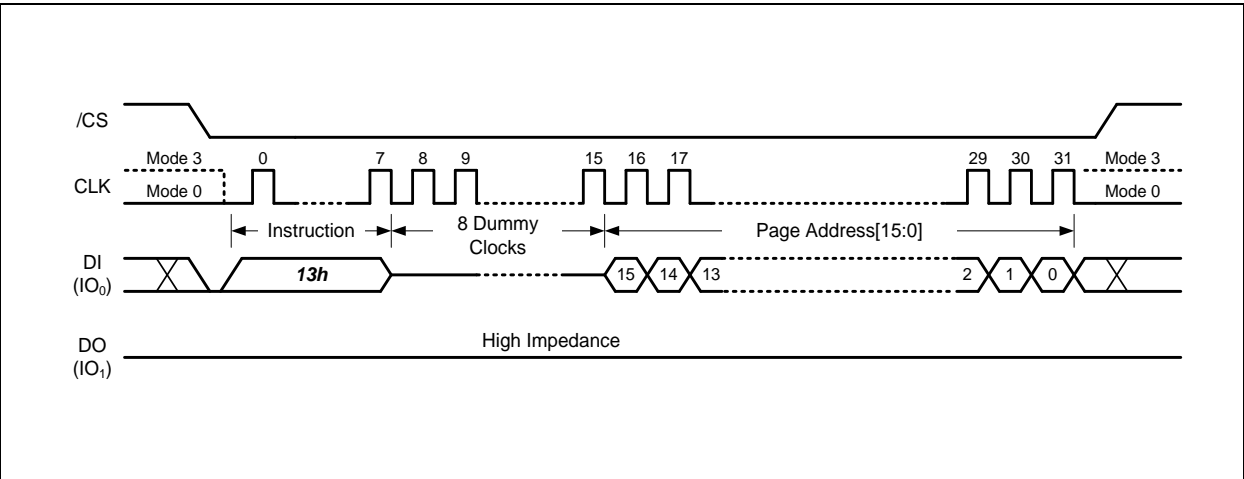 /CS
Mode 3 0 7 8 9 15 16 17 29 30 31 Mode 3
CLK
Mode 0 Mode 0
Instruction 8 Dummy Clocks Page Address[15:0]
DI (IO₀) 13h 15 14 13 2 1 0
DO (IO₁) High Impedance